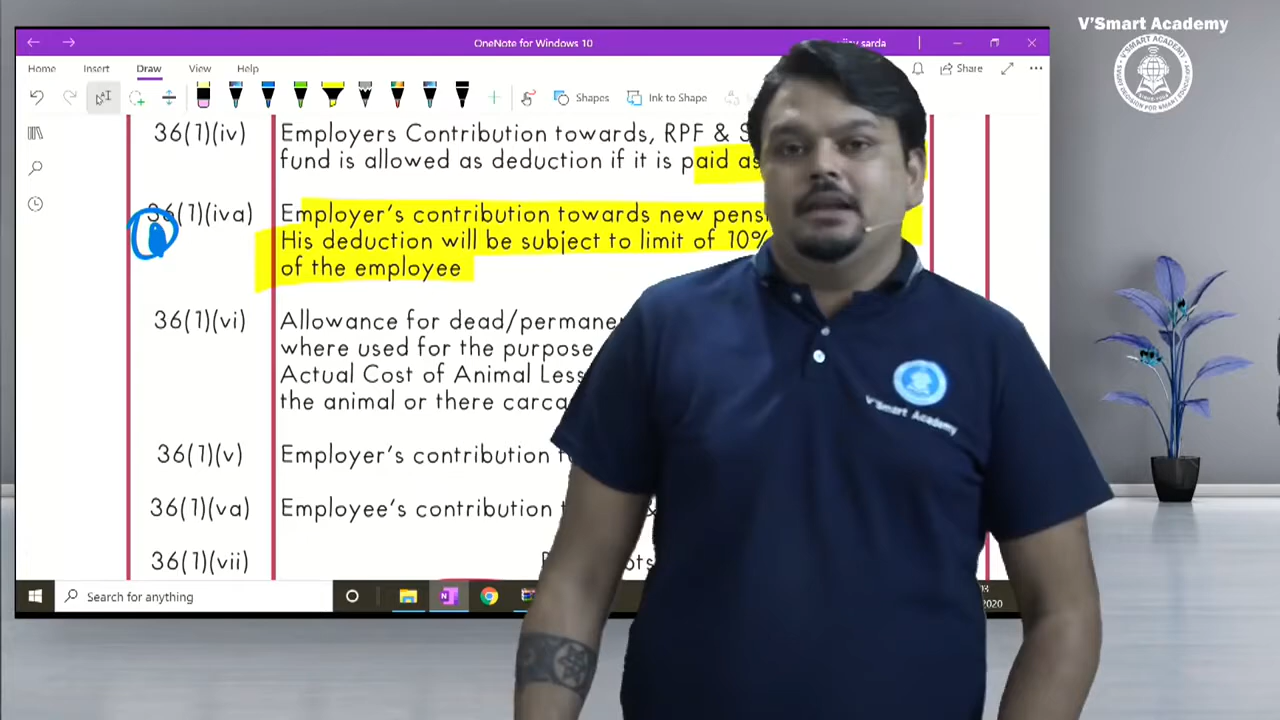 V'Smart Academy
OneNote for Windows 10
sarda
Home Insert Draw View Help
Share
Shapes Ink to Shape
36(1)(iv) Employers Contribution towards, RPF & S
fund is allowed as deduction if it is paid as
36(1)(iva) Employer's contribution towards new pens
His deduction will be subject to limit of 10%
of the employee
36(1)(vi) Allowance for dead/permane
where used for the purpose
Actual Cost of Animal Less
the animal or there carca
36(1)(v) Employer's contribution
36(1)(va) Employee's contribution &
36(1)(vii)
Search for anything
2020
V'Smart Academy